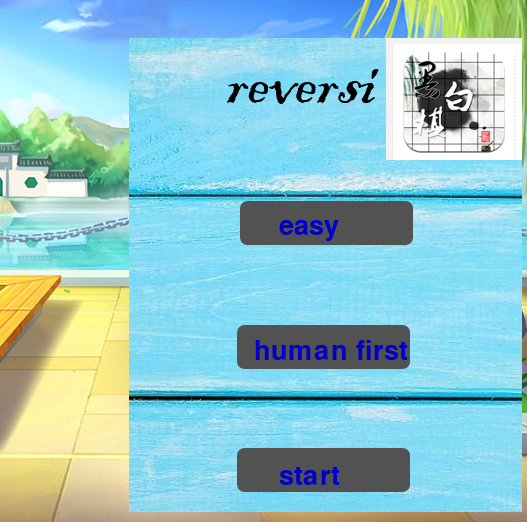 reversi
黑
白
棋
easy
human first
start